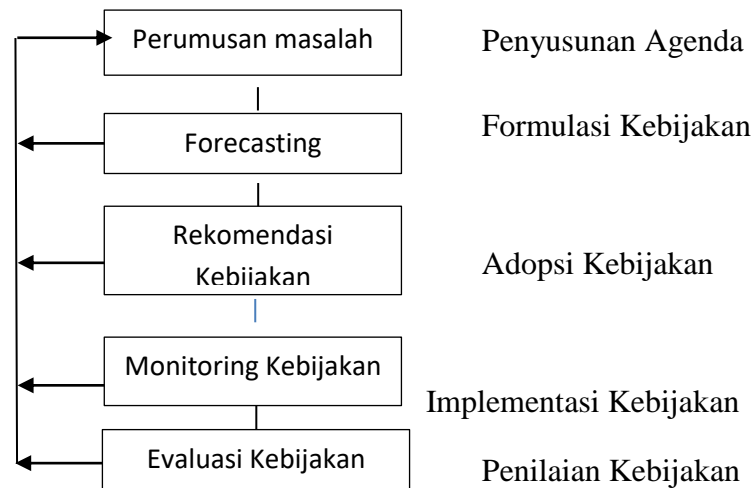 Perumusan masalah
Penyusunan Agenda
Forecasting
Formulasi Kebijakan
Rekomendasi
Kebijakan
Adopsi Kebijakan
Monitoring Kebijakan
Implementasi Kebijakan
Evaluasi Kebijakan
Penilaian Kebijakan